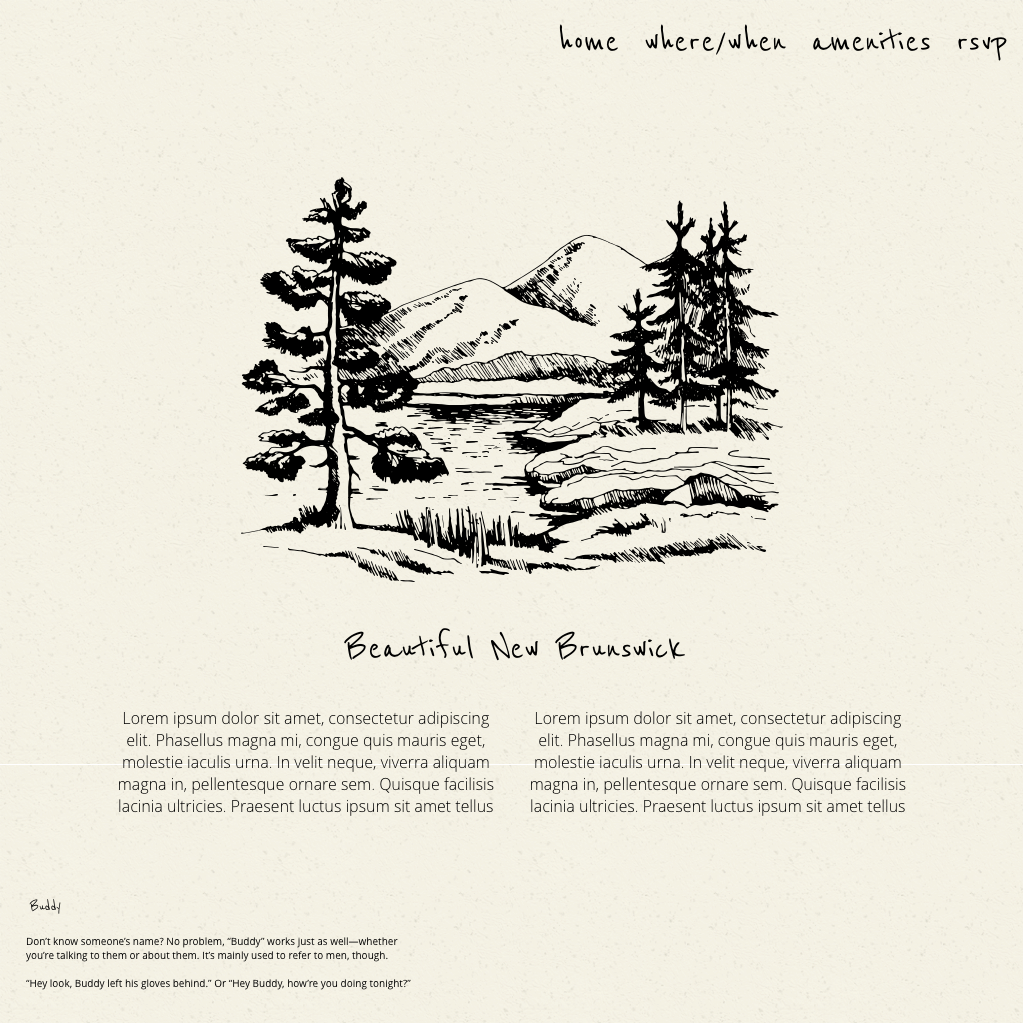 home where/when amenities rsvp
Beautiful New Brunswick
Lorem ipsum dolor sit amet, consectetur adipiscing
elit. Phasellus magna mi, congue quis mauris eget,
molestie iaculis urna. In velit neque, viverra aliquam
magna in, pellentesque ornare sem. Quisque facilisis
lacinia ultricies. Praesent luctus ipsum sit amet tellus
Lorem ipsum dolor sit amet, consectetur adipiscing
elit. Phasellus magna mi, congue quis mauris eget,
molestie iaculis urna. In velit neque, viverra aliquam
magna in, pellentesque ornare sem. Quisque facilisis
lacinia ultricies. Praesent luctus ipsum sit amet tellus
Buddy
Don’t know someone’s name? No problem, “Buddy” works just as well—whether
you’re talking to them or about them. It’s mainly used to refer to men, though.
“Hey look, Buddy left his gloves behind.” Or “Hey Buddy, how’re you doing tonight?”